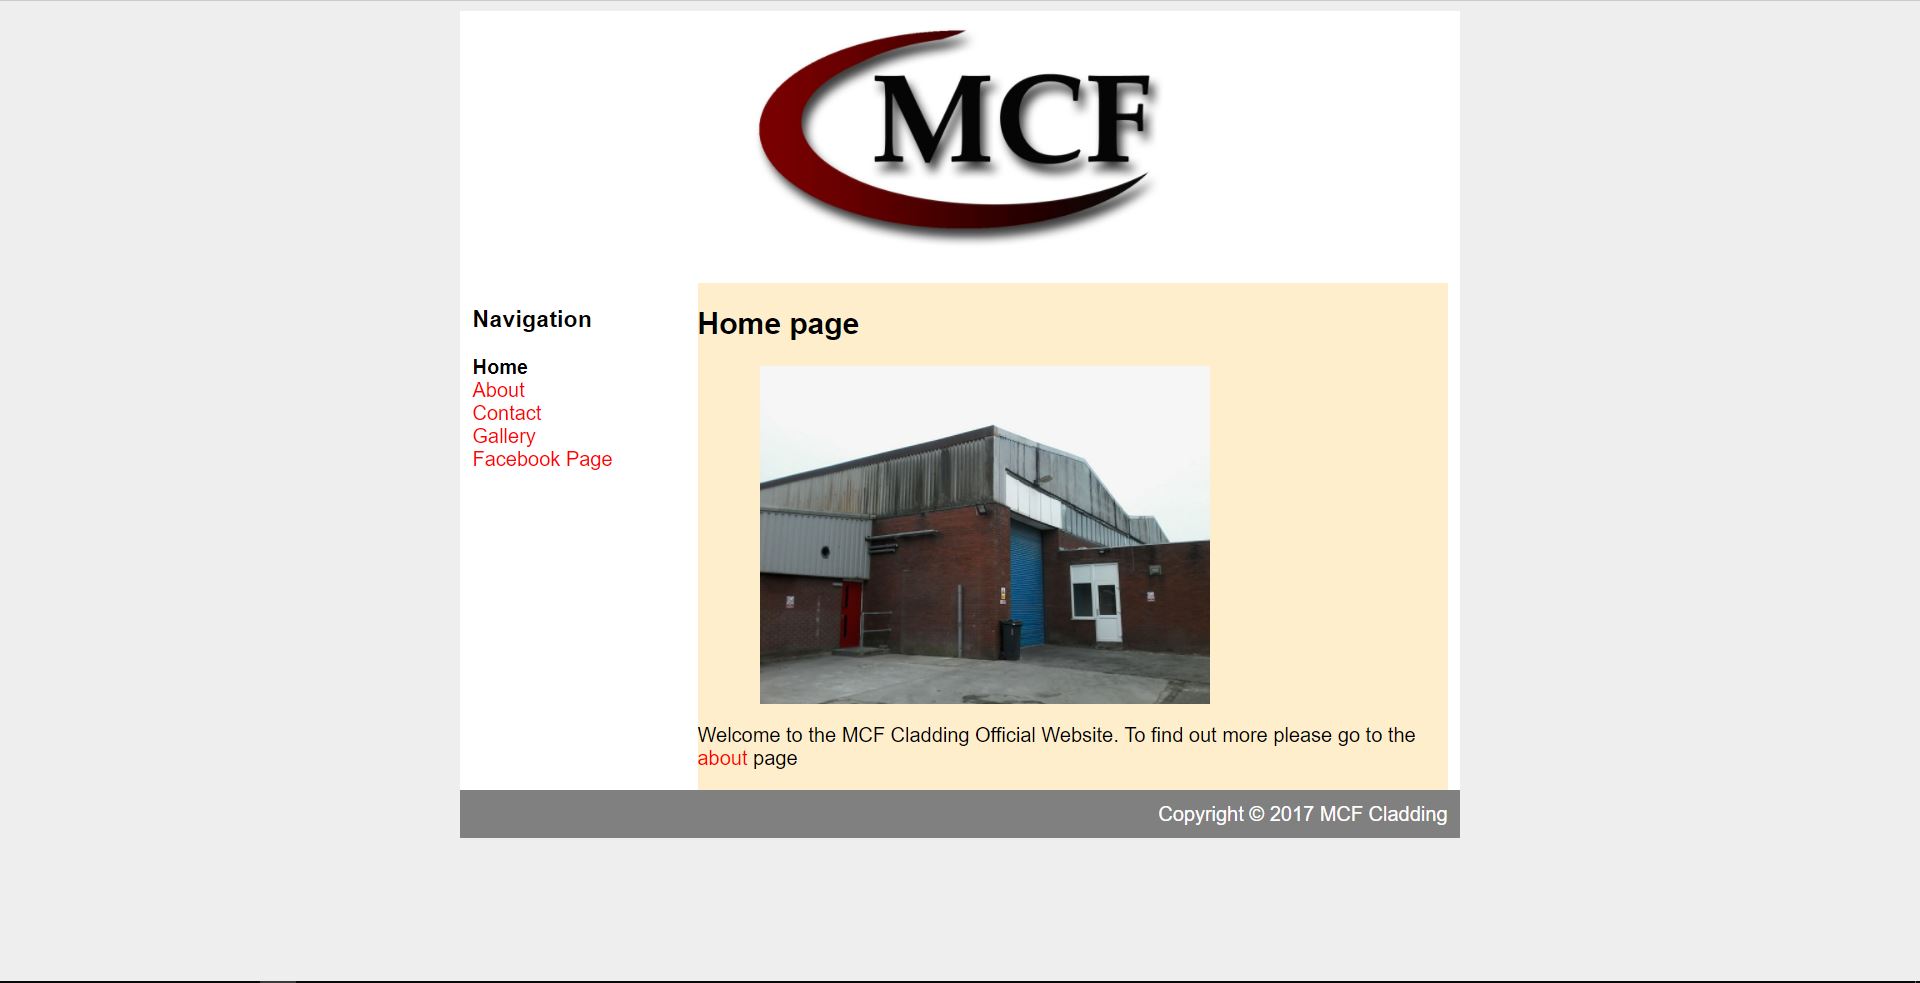 MCF
Navigation
Home
About
Contact
Gallery
Facebook Page
Home page
Welcome to the MCF Cladding Official Website. To find out more please go to the
about page
Copyright © 2017 MCF Cladding